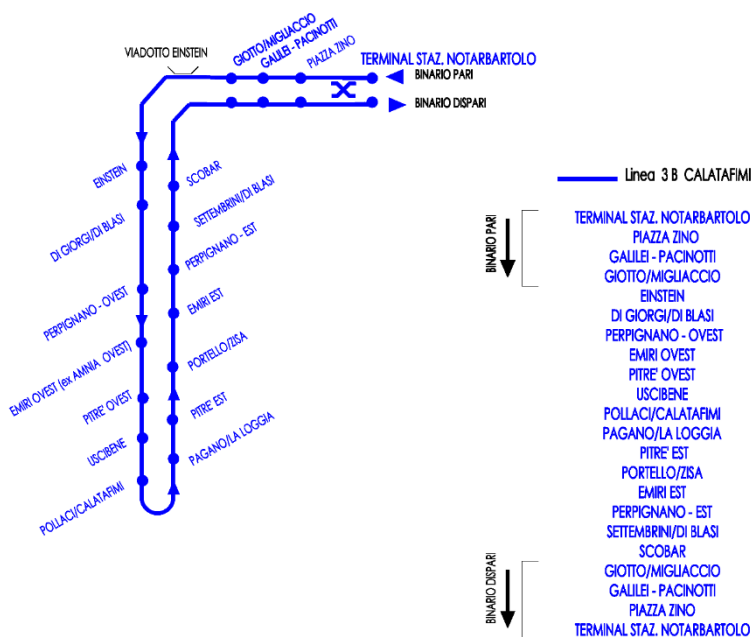 VIADOTTO EINSTEIN
GIOTTO/MIGLIACCIO
GALILEI - PACINOTTI
PIAZZA ZINO
TERMINAL STAZ. NOTARBARTOLO
BINARIO PARI
BINARIO DISPARI
EINSTEIN
DI GIORGI/DI BLASI
PERPIGNANO - OVEST
EMIRI OVEST (ex AMNIA OVEST)
PITRE' OVEST
USCIBENE
POLLACI/CALATAFIMI
SCOBAR
SETTEMBRINI/DI BLASI
PERPIGNANO - EST
EMIRI EST
PORTELLO/ZISA
PITRE' EST
PAGANO/LA LOGGIA
Linea 3 B CALATAFIMI
BINARIO PARI
TERMINAL STAZ. NOTARBARTOLO
PIAZZA ZINO
GALILEI - PACINOTTI
GIOTTO/MIGLIACCIO
EINSTEIN
DI GIORGI/DI BLASI
PERPIGNANO - OVEST
EMIRI OVEST
PITRE' OVEST
USCIBENE
POLLACI/CALATAFIMI
PAGANO/LA LOGGIA
PITRE' EST
PORTELLO/ZISA
EMIRI EST
PERPIGNANO - EST
SETTEMBRINI/DI BLASI
SCOBAR
BINARIO DISPARI
GIOTTO/MIGLIACCIO
GALILEI - PACINOTTI
PIAZZA ZINO
TERMINAL STAZ. NOTARBARTOLO